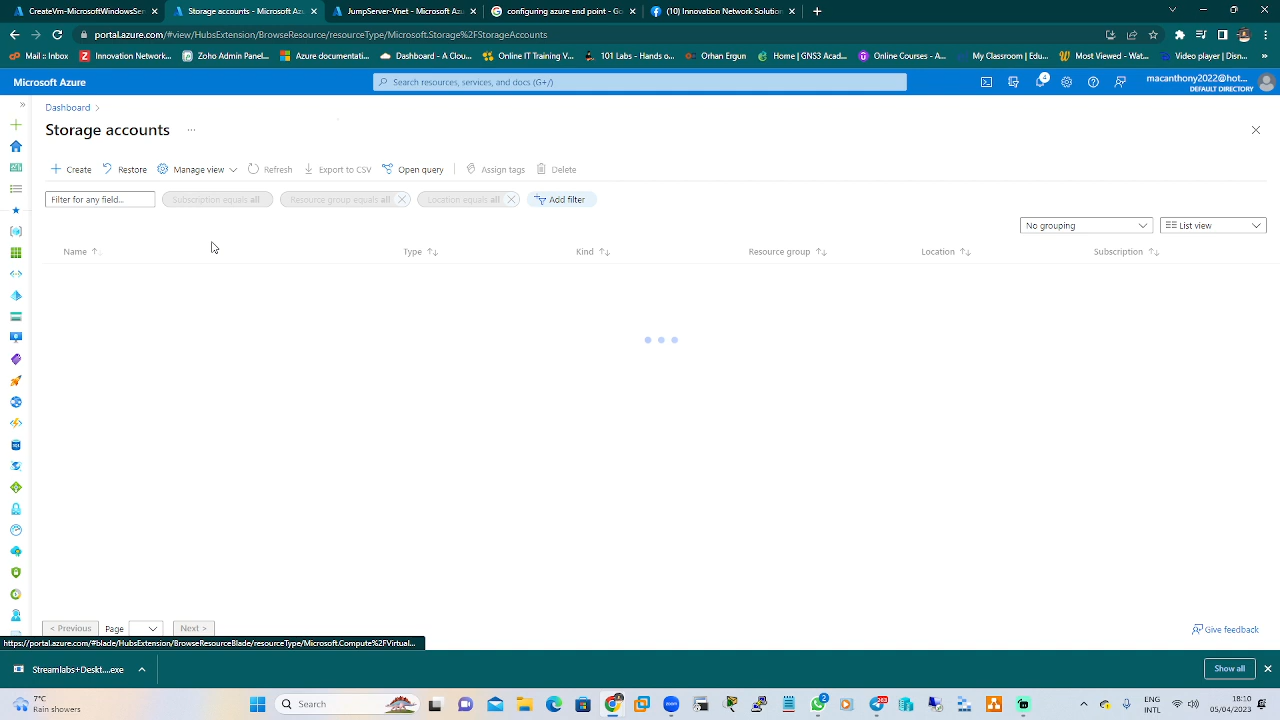 CreateVm-MicrosoftWindowsServ
Storage accounts - Microsoft Azu
JumpServer-Vnet - Microsoft Azu
configuring azure end point - Go
(10) Innovation Network Solution
portal.azure.com/#view/HubsExtension/BrowseResource/resourceType/Microsoft.Storage%2FStorageAccounts
Mail :: Inbox
Innovation Network...
Zoho Admin Panel...
Azure documentati...
Dashboard – A Clou...
Online IT Training V...
101 Labs - Hands o...
Orhan Ergun
Home | GNS3 Acad...
Online Courses - A...
My Classroom | Edu...
Most Viewed - Wat...
Video player | Disn...
Microsoft Azure
Search resources, services, and docs (G+/)
4
macanthony2022@hot...
DEFAULT DIRECTORY
Dashboard >
Storage accounts ...
Create
Restore
Manage view
Refresh
Export to CSV
Open query
Assign tags
Delete
Filter for any field...
Subscription equals all
Resource group equals all
Location equals all
Add filter
No grouping
List view
Name
Type
Kind
Resource group
Location
Subscription
< Previous
Page
Next >
Give feedback
https://portal.azure.com/#blade/HubsExtension/BrowseResourceBlade/resourceType/Microsoft.Compute%2FVirtual...
Streamlabs+Deskt....exe
Show all
7°C
Rain showers
Search
zoom
2
ENG
INTL
18:10
05/04/2023